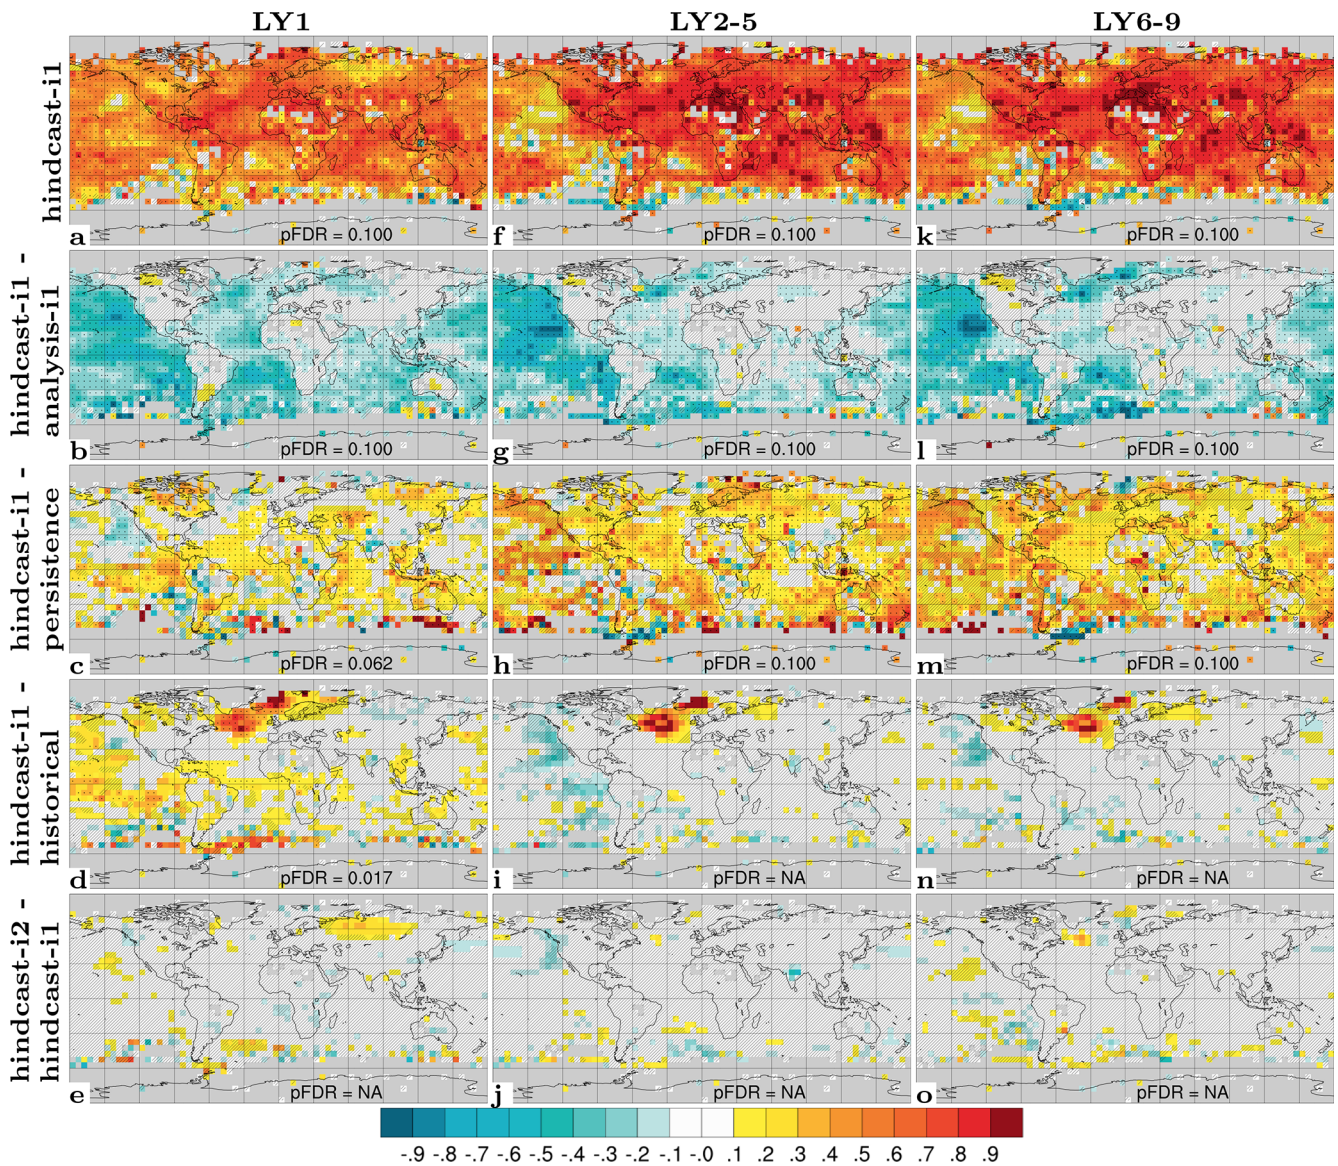 LY1 LY2-5 LY6-9
hindcast-i1
a pFDR = 0.100 f pFDR = 0.100 k pFDR = 0.100
hindcast-i1 -
analysis-i1
b pFDR = 0.100 g pFDR = 0.100 l pFDR = 0.100
hindcast-i1 -
persistence
c pFDR = 0.062 h pFDR = 0.100 m pFDR = 0.100
hindcast-i1 -
historical
d pFDR = 0.017 i pFDR = NA n pFDR = NA
hindcast-i2 -
hindcast-i1
e pFDR = NA j pFDR = NA o pFDR = NA
-.9 -.8 -.7 -.6 -.5 -.4 -.3 -.2 -.1 -.0 .1 .2 .3 .4 .5 .6 .7 .8 .9